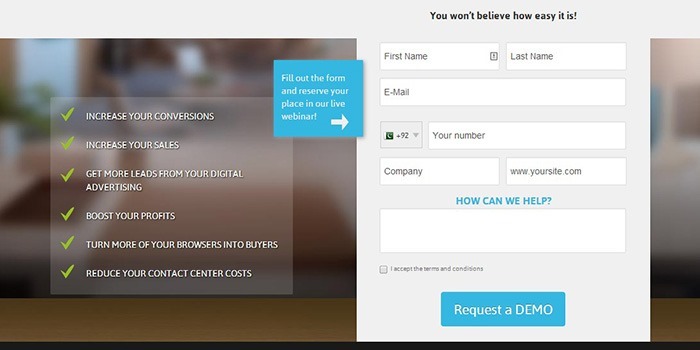 You won't believe how easy it is!
First Name
Last Name
E-Mail
+92
Your number
Company
www.yoursite.com
HOW CAN WE HELP?
I accept the terms and conditions
Request a DEMO
Fill out the form
and reserve your
place in our live
webinar!
INCREASE YOUR CONVERSIONS
INCREASE YOUR SALES
GET MORE LEADS FROM YOUR DIGITAL
ADVERTISING
BOOST YOUR PROFITS
TURN MORE OF YOUR BROWSERS INTO BUYERS
REDUCE YOUR CONTACT CENTER COSTS